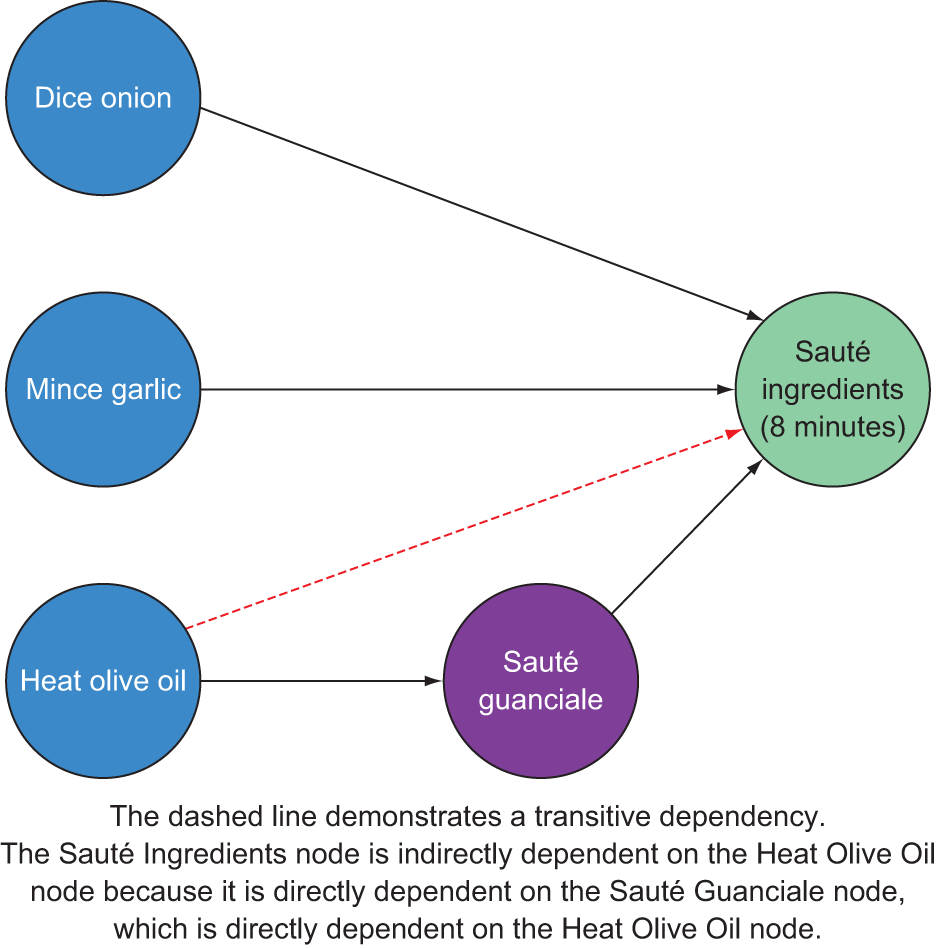 Dice onion
Mince garlic
Sauté
ingredients
(8 minutes)
Heat olive oil
Sauté
guanciale
The dashed line demonstrates a transitive dependency.
The Sauté Ingredients node is indirectly dependent on the Heat Olive Oil
node because it is directly dependent on the Sauté Guanciale node,
which is directly dependent on the Heat Olive Oil node.